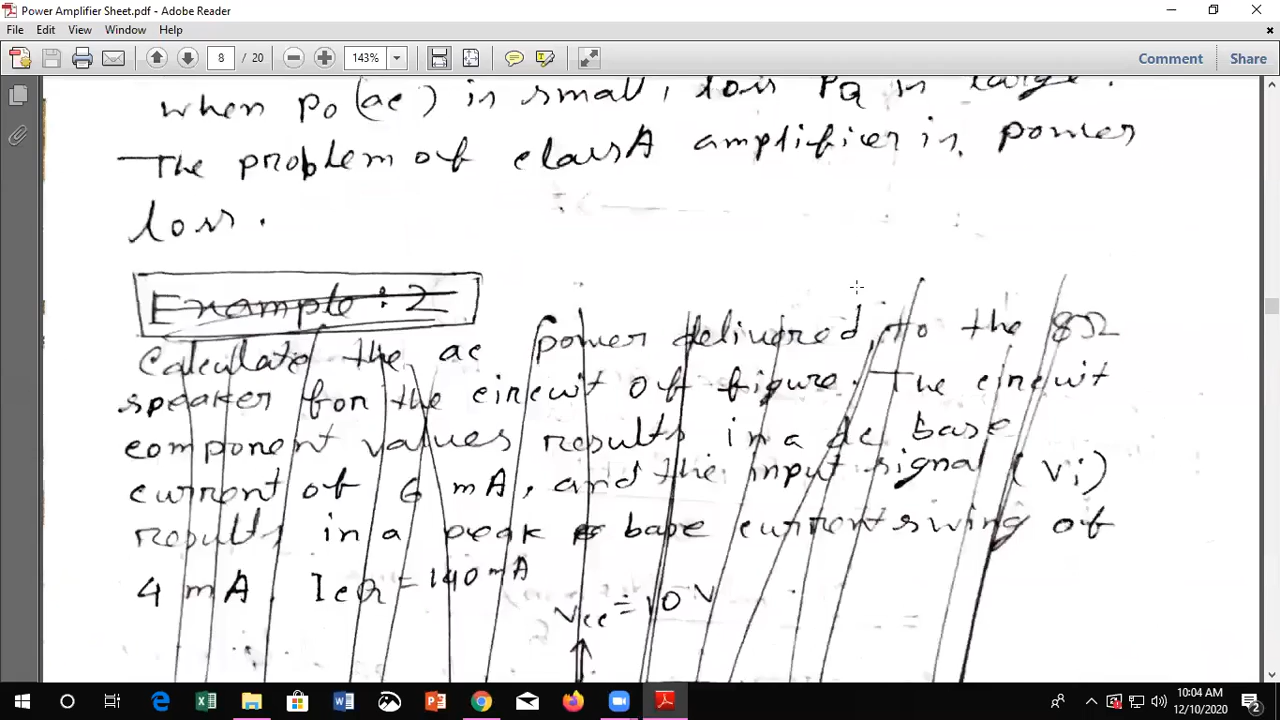 Power Amplifier Sheet.pdf - Adobe Reader
File Edit View Window Help
8 / 20 143% Comment Share
when Po(ac) is small, loss PQ is large.
The problem of class A amplifier is power
loss.
Example : 2
Calculate the ac power delivered to the 8Ω
speaker for the circuit of figure. The circuit
component values results in a dc base
current of 6 mA, and the input signal (Vi)
results in a peak base current swing of
4 mA. ICQ = 140 mA
Vcc = 10 V
10:04 AM
12/10/2020
2